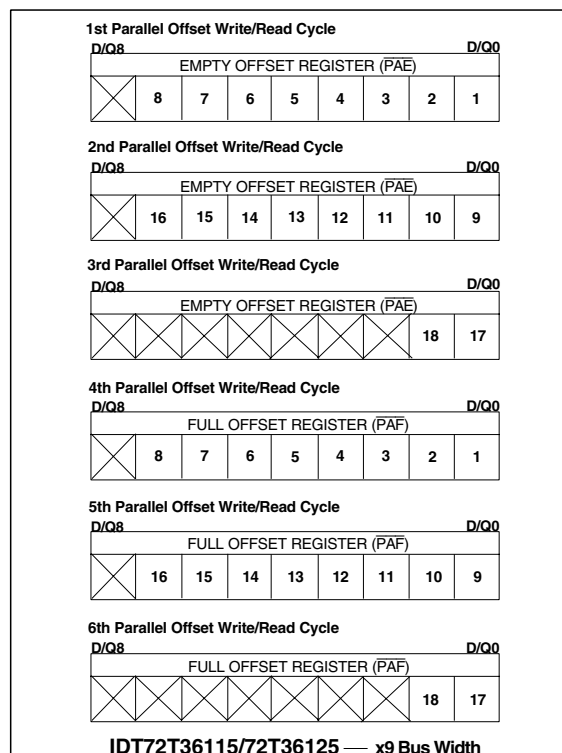 1st Parallel Offset Write/Read Cycle
D/Q8 D/Q0
EMPTY OFFSET REGISTER (PAE)
8 7 6 5 4 3 2 1
2nd Parallel Offset Write/Read Cycle
D/Q8 D/Q0
EMPTY OFFSET REGISTER (PAE)
16 15 14 13 12 11 10 9
3rd Parallel Offset Write/Read Cycle
D/Q8 D/Q0
EMPTY OFFSET REGISTER (PAE)
18 17
4th Parallel Offset Write/Read Cycle
D/Q8 D/Q0
FULL OFFSET REGISTER (PAF)
8 7 6 5 4 3 2 1
5th Parallel Offset Write/Read Cycle
D/Q8 D/Q0
FULL OFFSET REGISTER (PAF)
16 15 14 13 12 11 10 9
6th Parallel Offset Write/Read Cycle
D/Q8 D/Q0
FULL OFFSET REGISTER (PAF)
18 17
IDT72T36115/72T36125 — x9 Bus Width